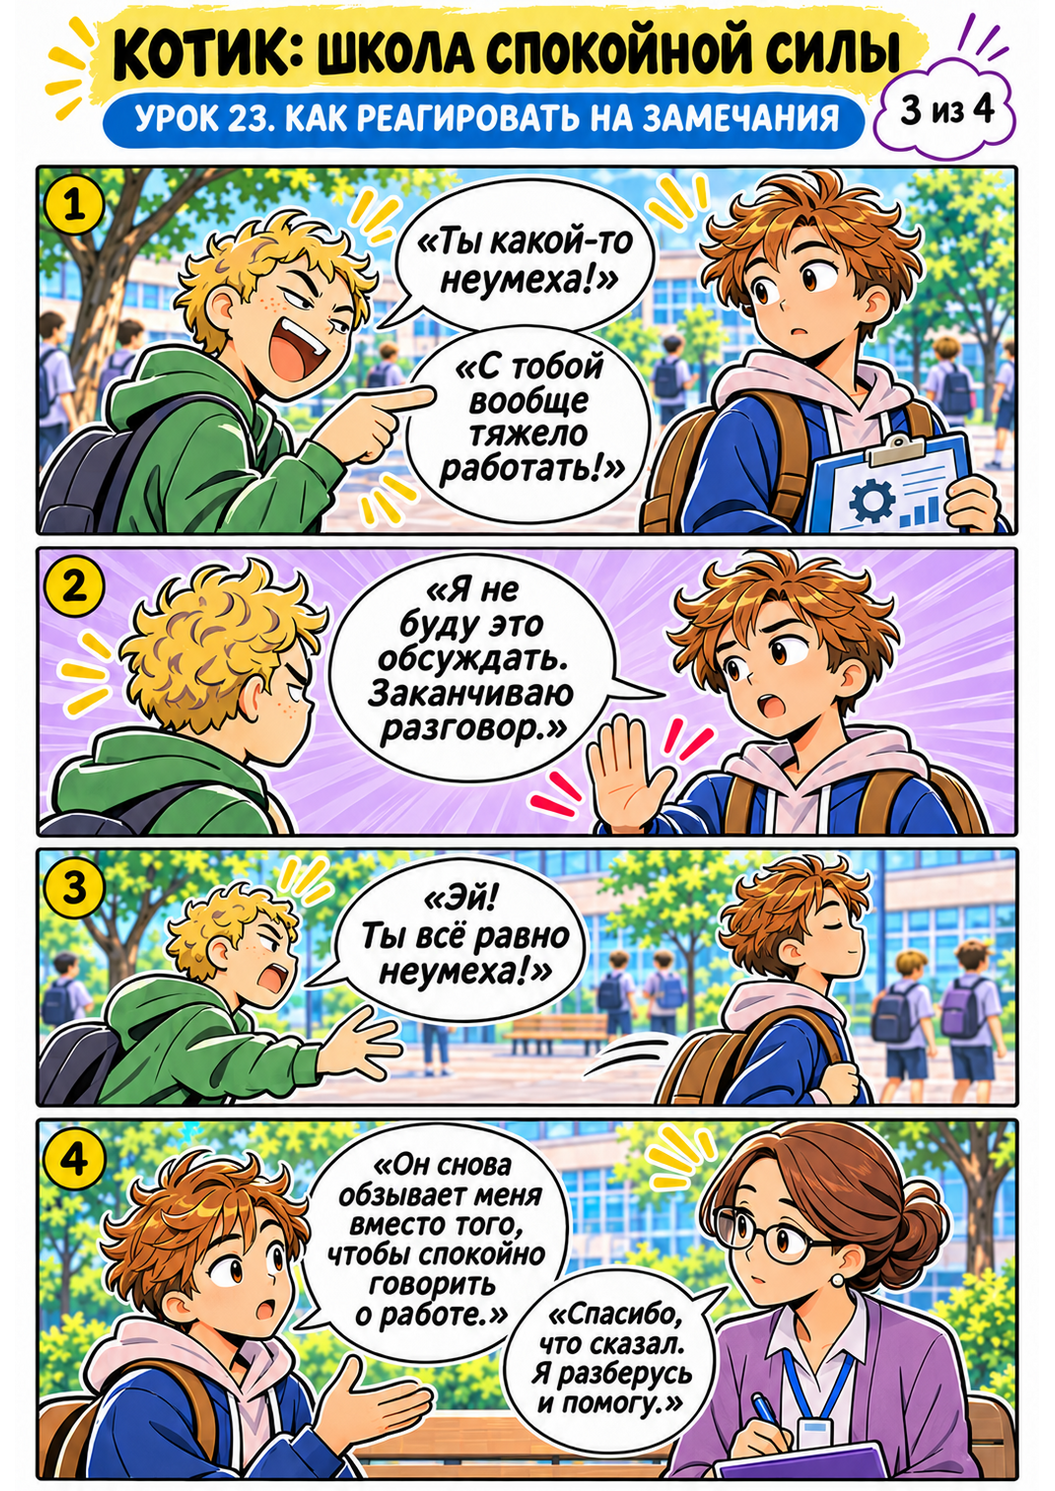 КОТИК: ШКОЛА СПОКОЙНОЙ СИЛЫ
УРОК 23. КАК РЕАГИРОВАТЬ НА ЗАМЕЧАНИЯ
3 из 4
1
«Ты какой-то
неумеха!»
«С тобой
вообще
тяжело
работать!»
2
«Я не
буду это
обсуждать.
Заканчиваю
разговор.»
3
«Эй!
Ты всё равно
неумеха!»
4
«Он снова
обзывает меня
вместо того,
чтобы спокойно
говорить
о работе.»
«Спасибо,
что сказал.
Я разберусь
и помогу.»